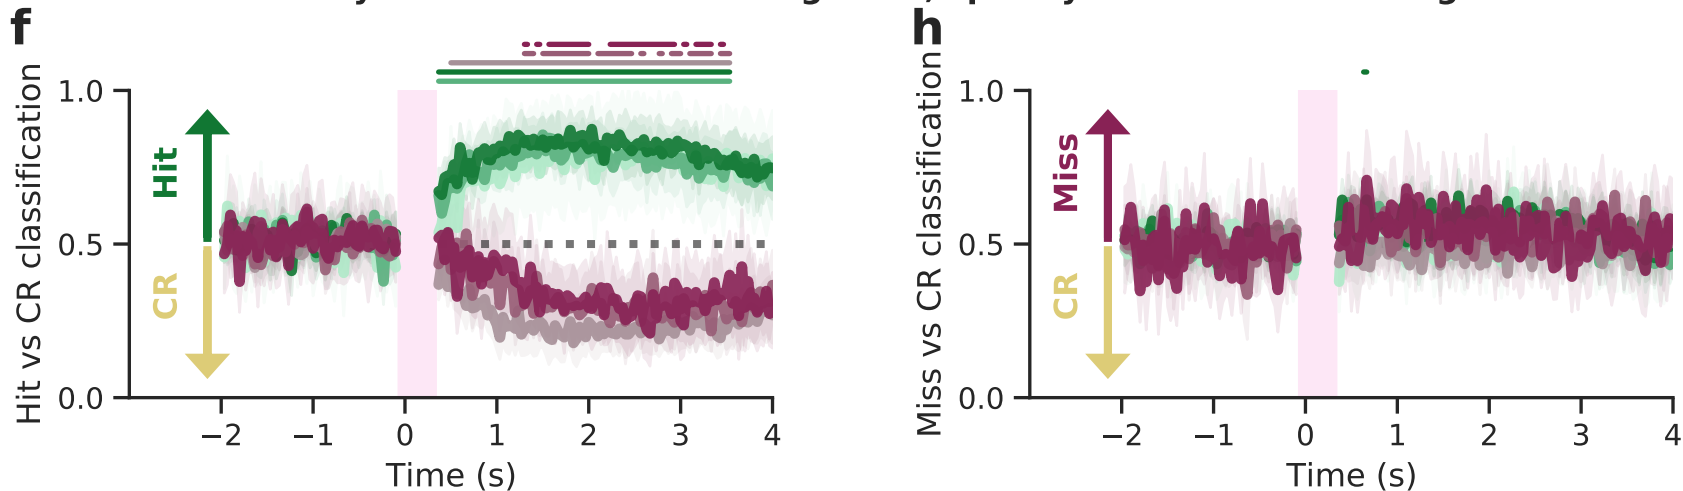 f
Hit vs CR classification
1.0
0.5
0.0
Hit
CR
−2 −1 0 1 2 3 4
Time (s)
h
Miss vs CR classification
1.0
0.5
0.0
Miss
CR
−2 −1 0 1 2 3 4
Time (s)